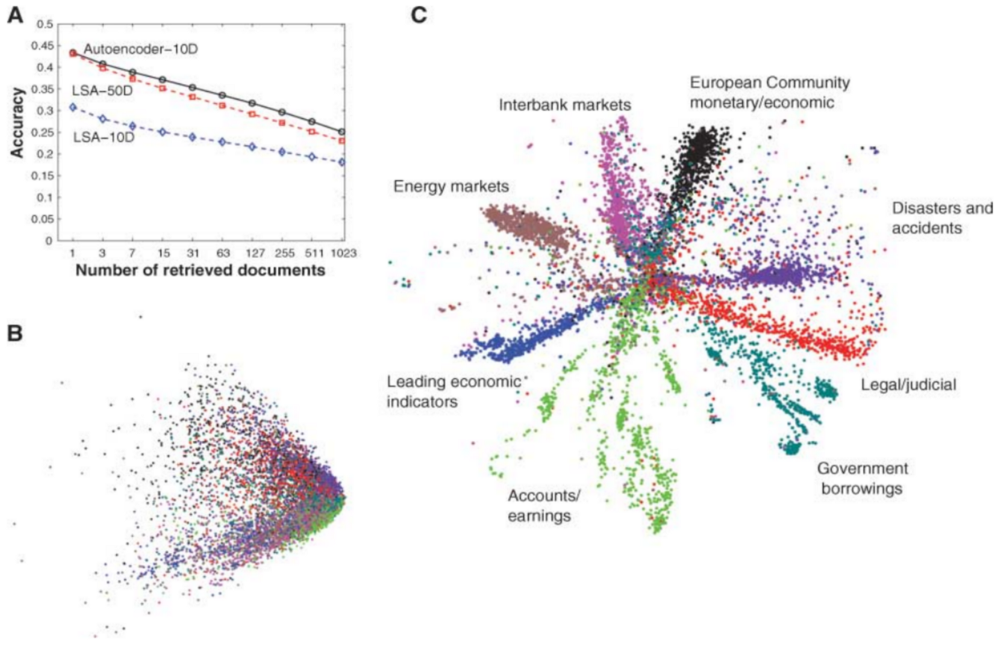 A
0.5
0.45
0.4
0.35
0.3
0.25
0.2
0.15
0.1
0.05
0
Accuracy
Autoencoder-10D
LSA-50D
LSA-10D
1 3 7 15 31 63 127 255 511 1023
Number of retrieved documents
B
C
Interbank markets
European Community
monetary/economic
Energy markets
Disasters and
accidents
Leading economic
indicators
Legal/judicial
Government
borrowings
Accounts/
earnings